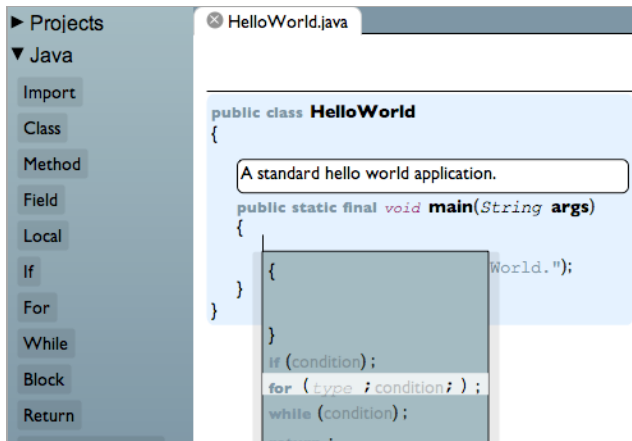 ▶ Projects
▼ Java
Import
Class
Method
Field
Local
If
For
While
Block
Return
HelloWorld.java
public class HelloWorld
{
A standard hello world application.
public static final void main(String args)
{
World.");
}
}
{
}
if (condition) ;
for ( type ;condition; ) ;
while (condition) ;